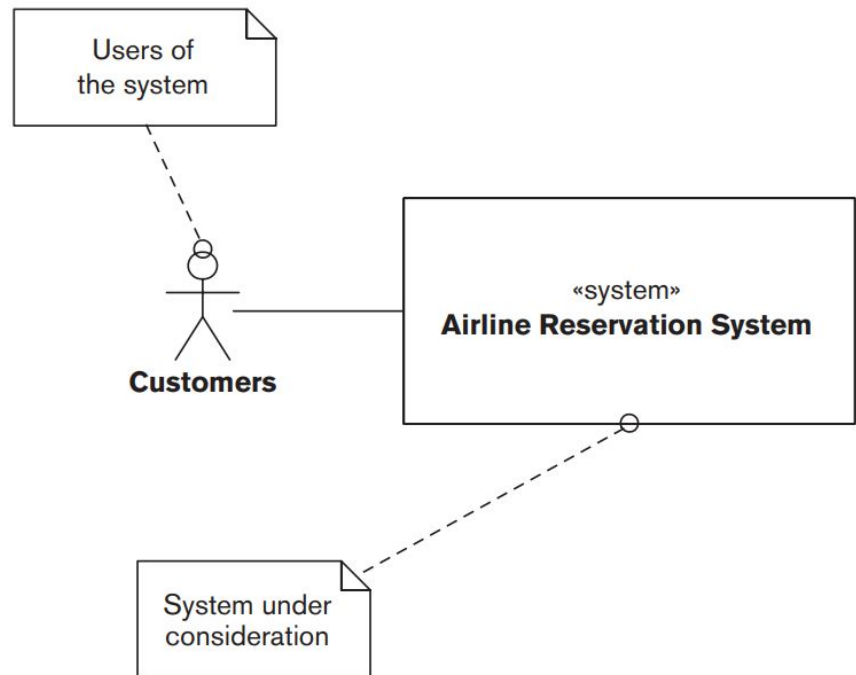 Users of
the system
«system»
Airline Reservation System
Customers
System under
consideration